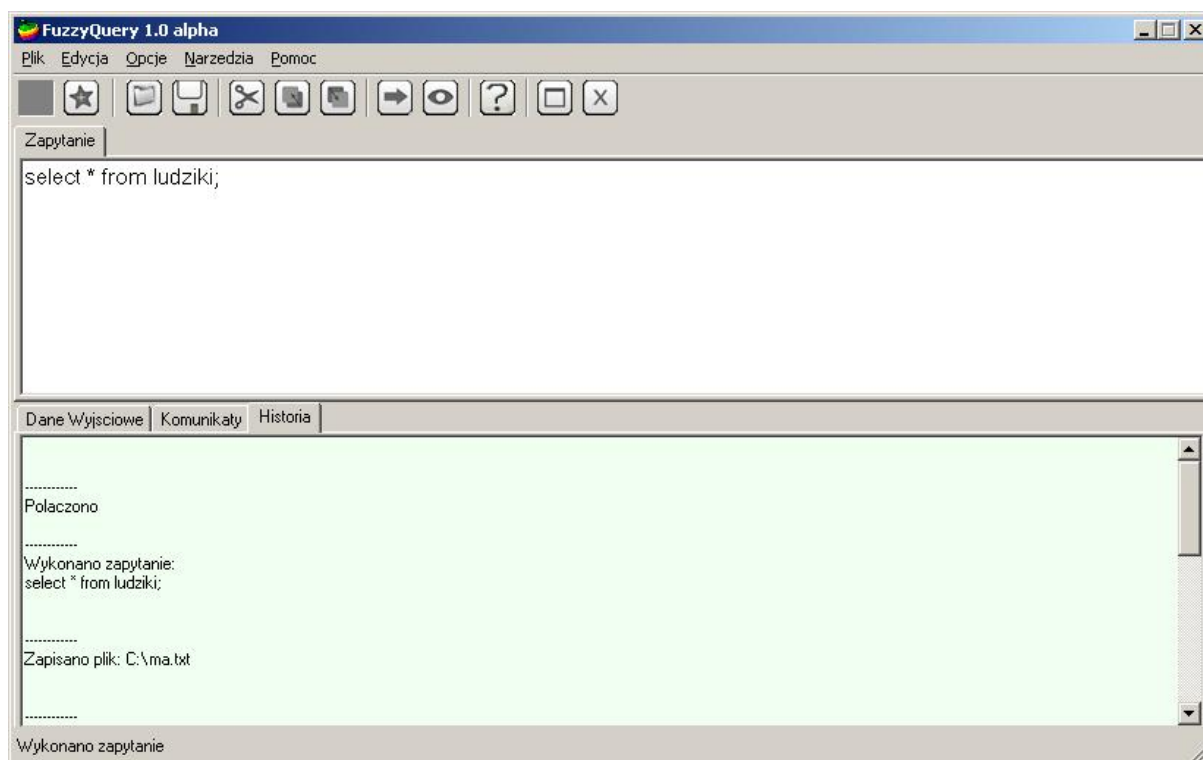 FuzzyQuery 1.0 alpha
Plik Edycja Opcje Narzedzia Pomoc
Zapytanie
select * from ludziki;
Dane Wyjsciowe Komunikaty Historia
------------
Polaczono
------------
Wykonano zapytanie:
select * from ludziki;
------------
Zapisano plik: C:\ma.txt
------------
Wykonano zapytanie